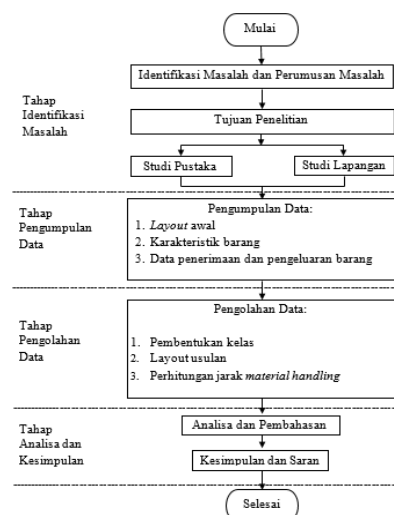 Mulai
Identifikasi Masalah dan Perumusan Masalah
Tahap
Identifikasi
Masalah
Tujuan Penelitian
Studi Pustaka
Studi Lapangan
Tahap
Pengumpulan
Data
Pengumpulan Data:
1. Layout awal
2. Karakteristik barang
3. Data penerimaan dan pengeluaran barang
Tahap
Pengolahan
Data
Pengolahan Data:
1. Pembentukan kelas
2. Layout usulan
3. Perhitungan jarak material handling
Tahap
Analisa dan
Kesimpulan
Analisa dan Pembahasan
Kesimpulan dan Saran
Selesai